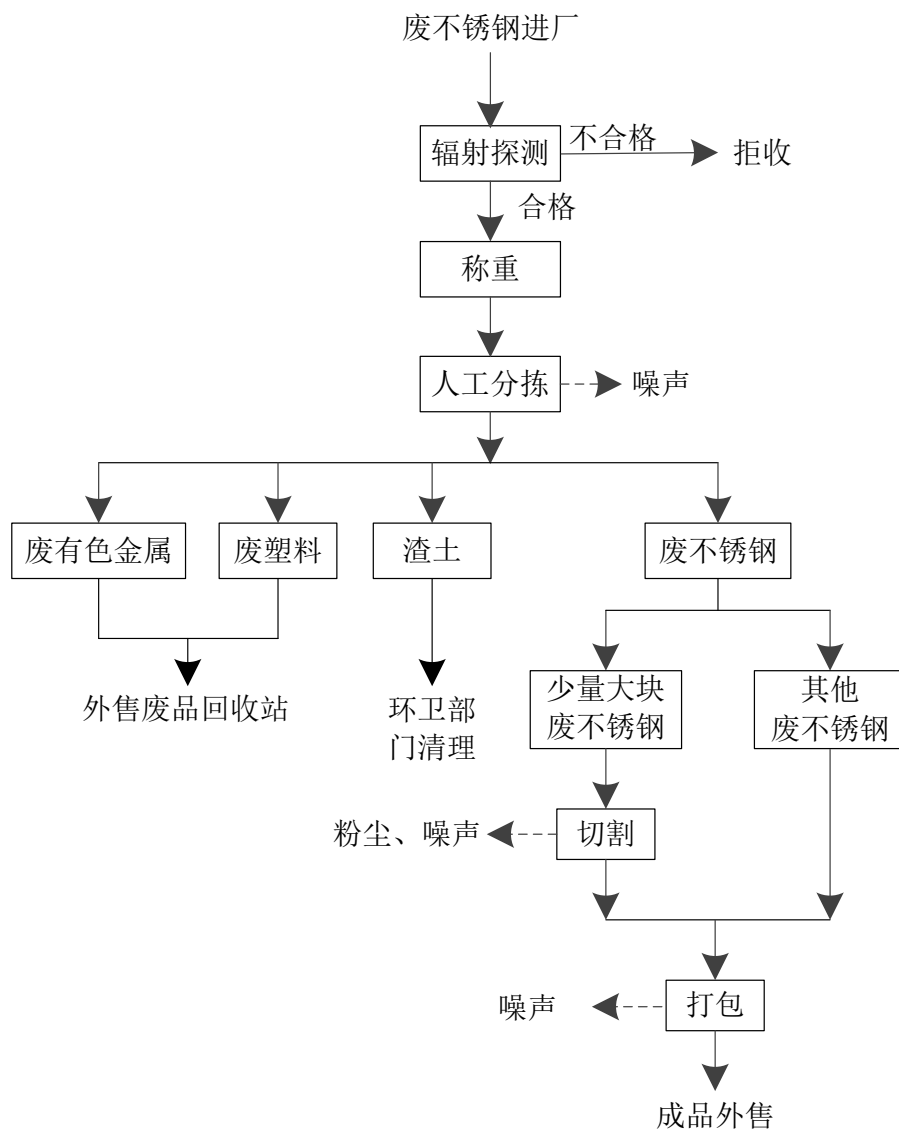 废不锈钢进厂
辐射探测
不合格
拒收
合格
称重
人工分拣
噪声
废有色金属
废塑料
渣土
废不锈钢
外售废品回收站
环卫部
门清理
少量大块
废不锈钢
其他
废不锈钢
粉尘、噪声
切割
噪声
打包
成品外售